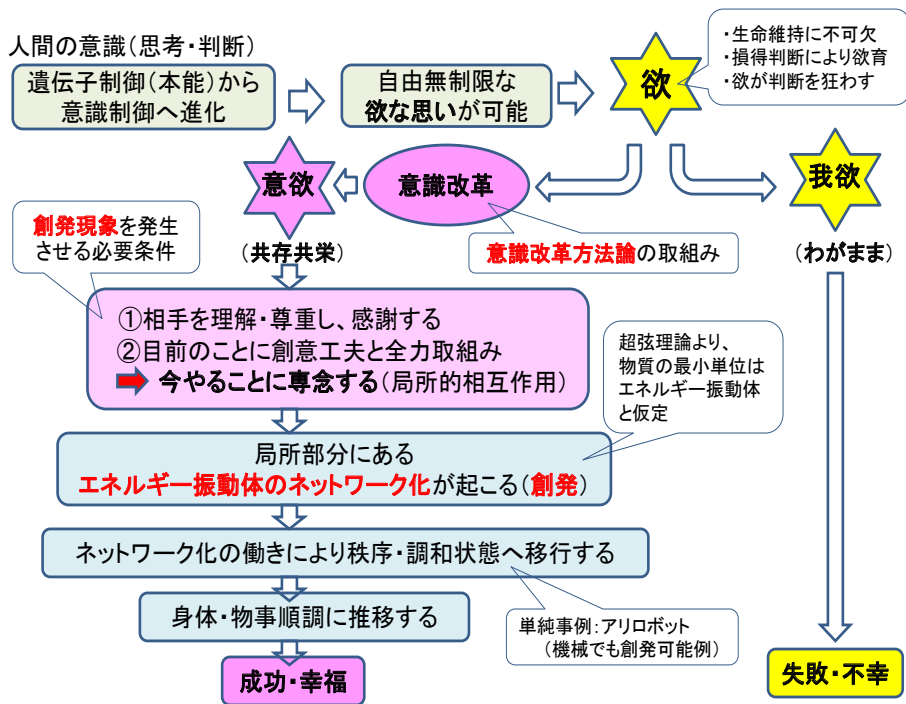 人間の意識(思考・判断)
遺伝子制御(本能)から
意識制御へ進化
自由無制限な
欲な思いが可能
欲
・生命維持に不可欠
・損得判断により欲育
・欲が判断を狂わす
意欲
(共存共栄)
意識改革
意識改革方法論の取組み
我欲
(わがまま)
創発現象を発生
させる必要条件
①相手を理解・尊重し、感謝する
②目前のことに創意工夫と全力取組み
今やることに専念する(局所的相互作用)
超弦理論より、
物質の最小単位は
エネルギー振動体
と仮定
局所部分にある
エネルギー振動体のネットワーク化が起こる(創発)
ネットワーク化の働きにより秩序・調和状態へ移行する
身体・物事順調に推移する
単純事例:アリロボット
(機械でも創発可能例)
成功・幸福
失敗・不幸